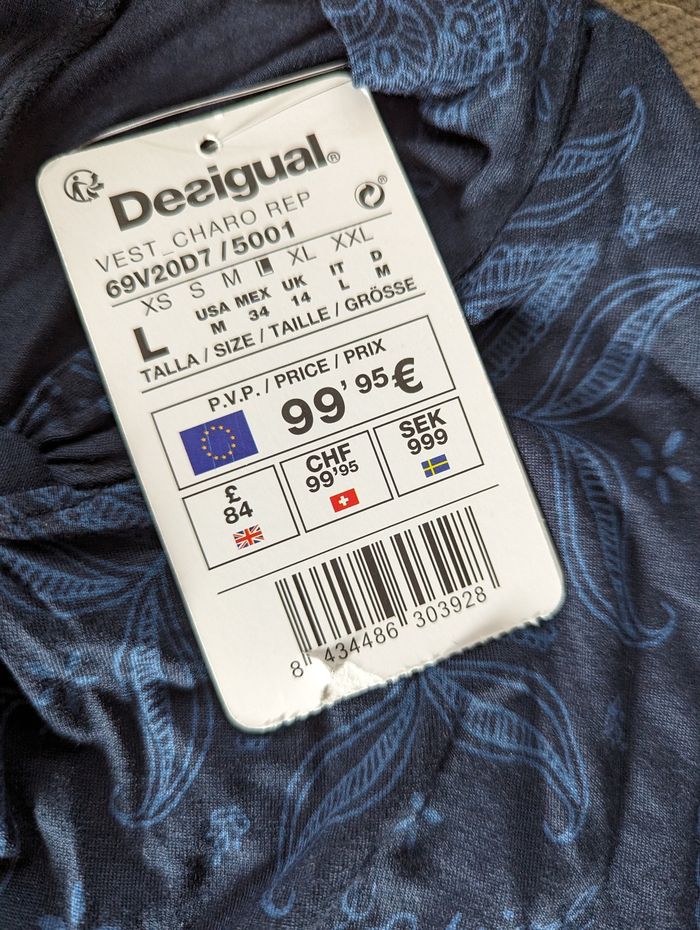 Desigual®
VEST_CHARO REP
69V20D7 / 5001
XS S M L XL XXL
L
USA MEX UK IT D
M 34 14 L M
TALLA / SIZE / TAILLE / GRÖSSE
P.V.P. / PRICE / PRIX
99'95€
£ CHF SEK
84 99'95 999
8 434486 303928